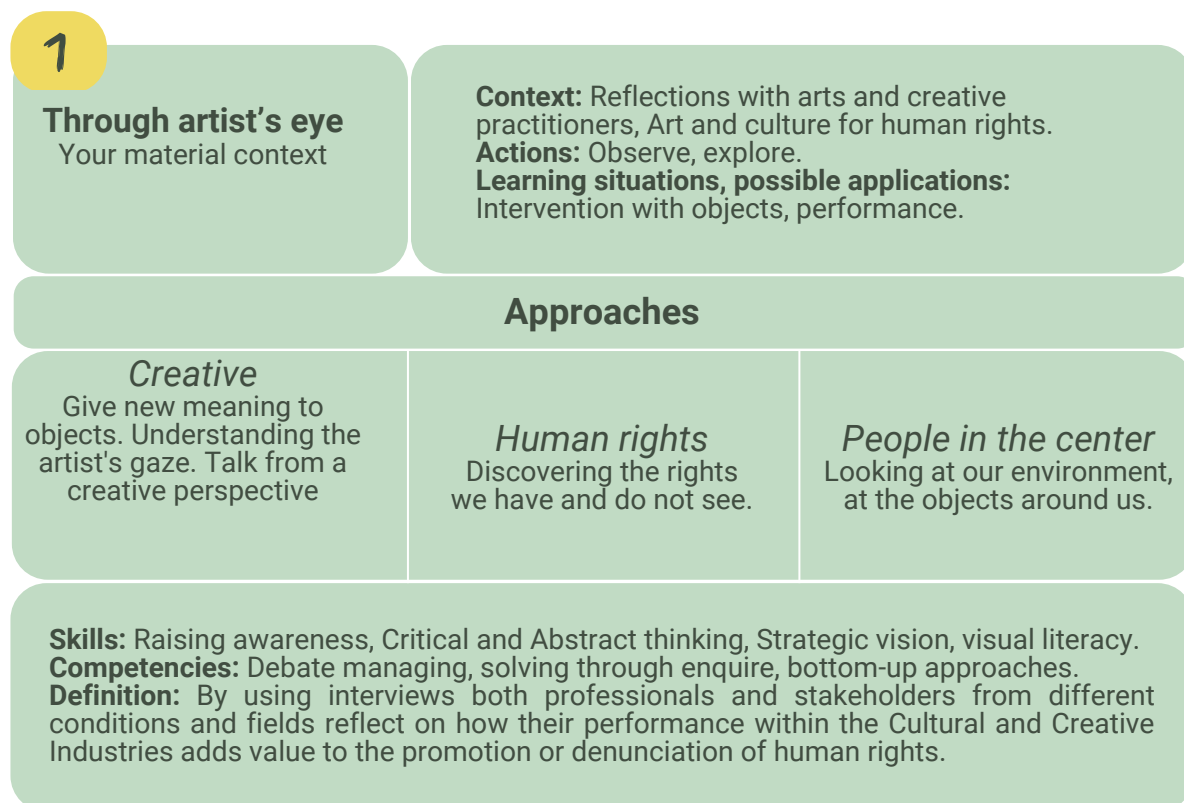 1
Through artist’s eye
Your material context
Context: Reflections with arts and creative
practitioners, Art and culture for human rights.
Actions: Observe, explore.
Learning situations, possible applications:
Intervention with objects, performance.
Approaches
Creative
Give new meaning to
objects. Understanding the
artist's gaze. Talk from a
creative perspective
Human rights
Discovering the rights
we have and do not see.
People in the center
Looking at our environment,
at the objects around us.
Skills: Raising awareness, Critical and Abstract thinking, Strategic vision, visual literacy.
Competencies: Debate managing, solving through enquire, bottom-up approaches.
Definition: By using interviews both professionals and stakeholders from different
conditions and fields reflect on how their performance within the Cultural and Creative
Industries adds value to the promotion or denunciation of human rights.